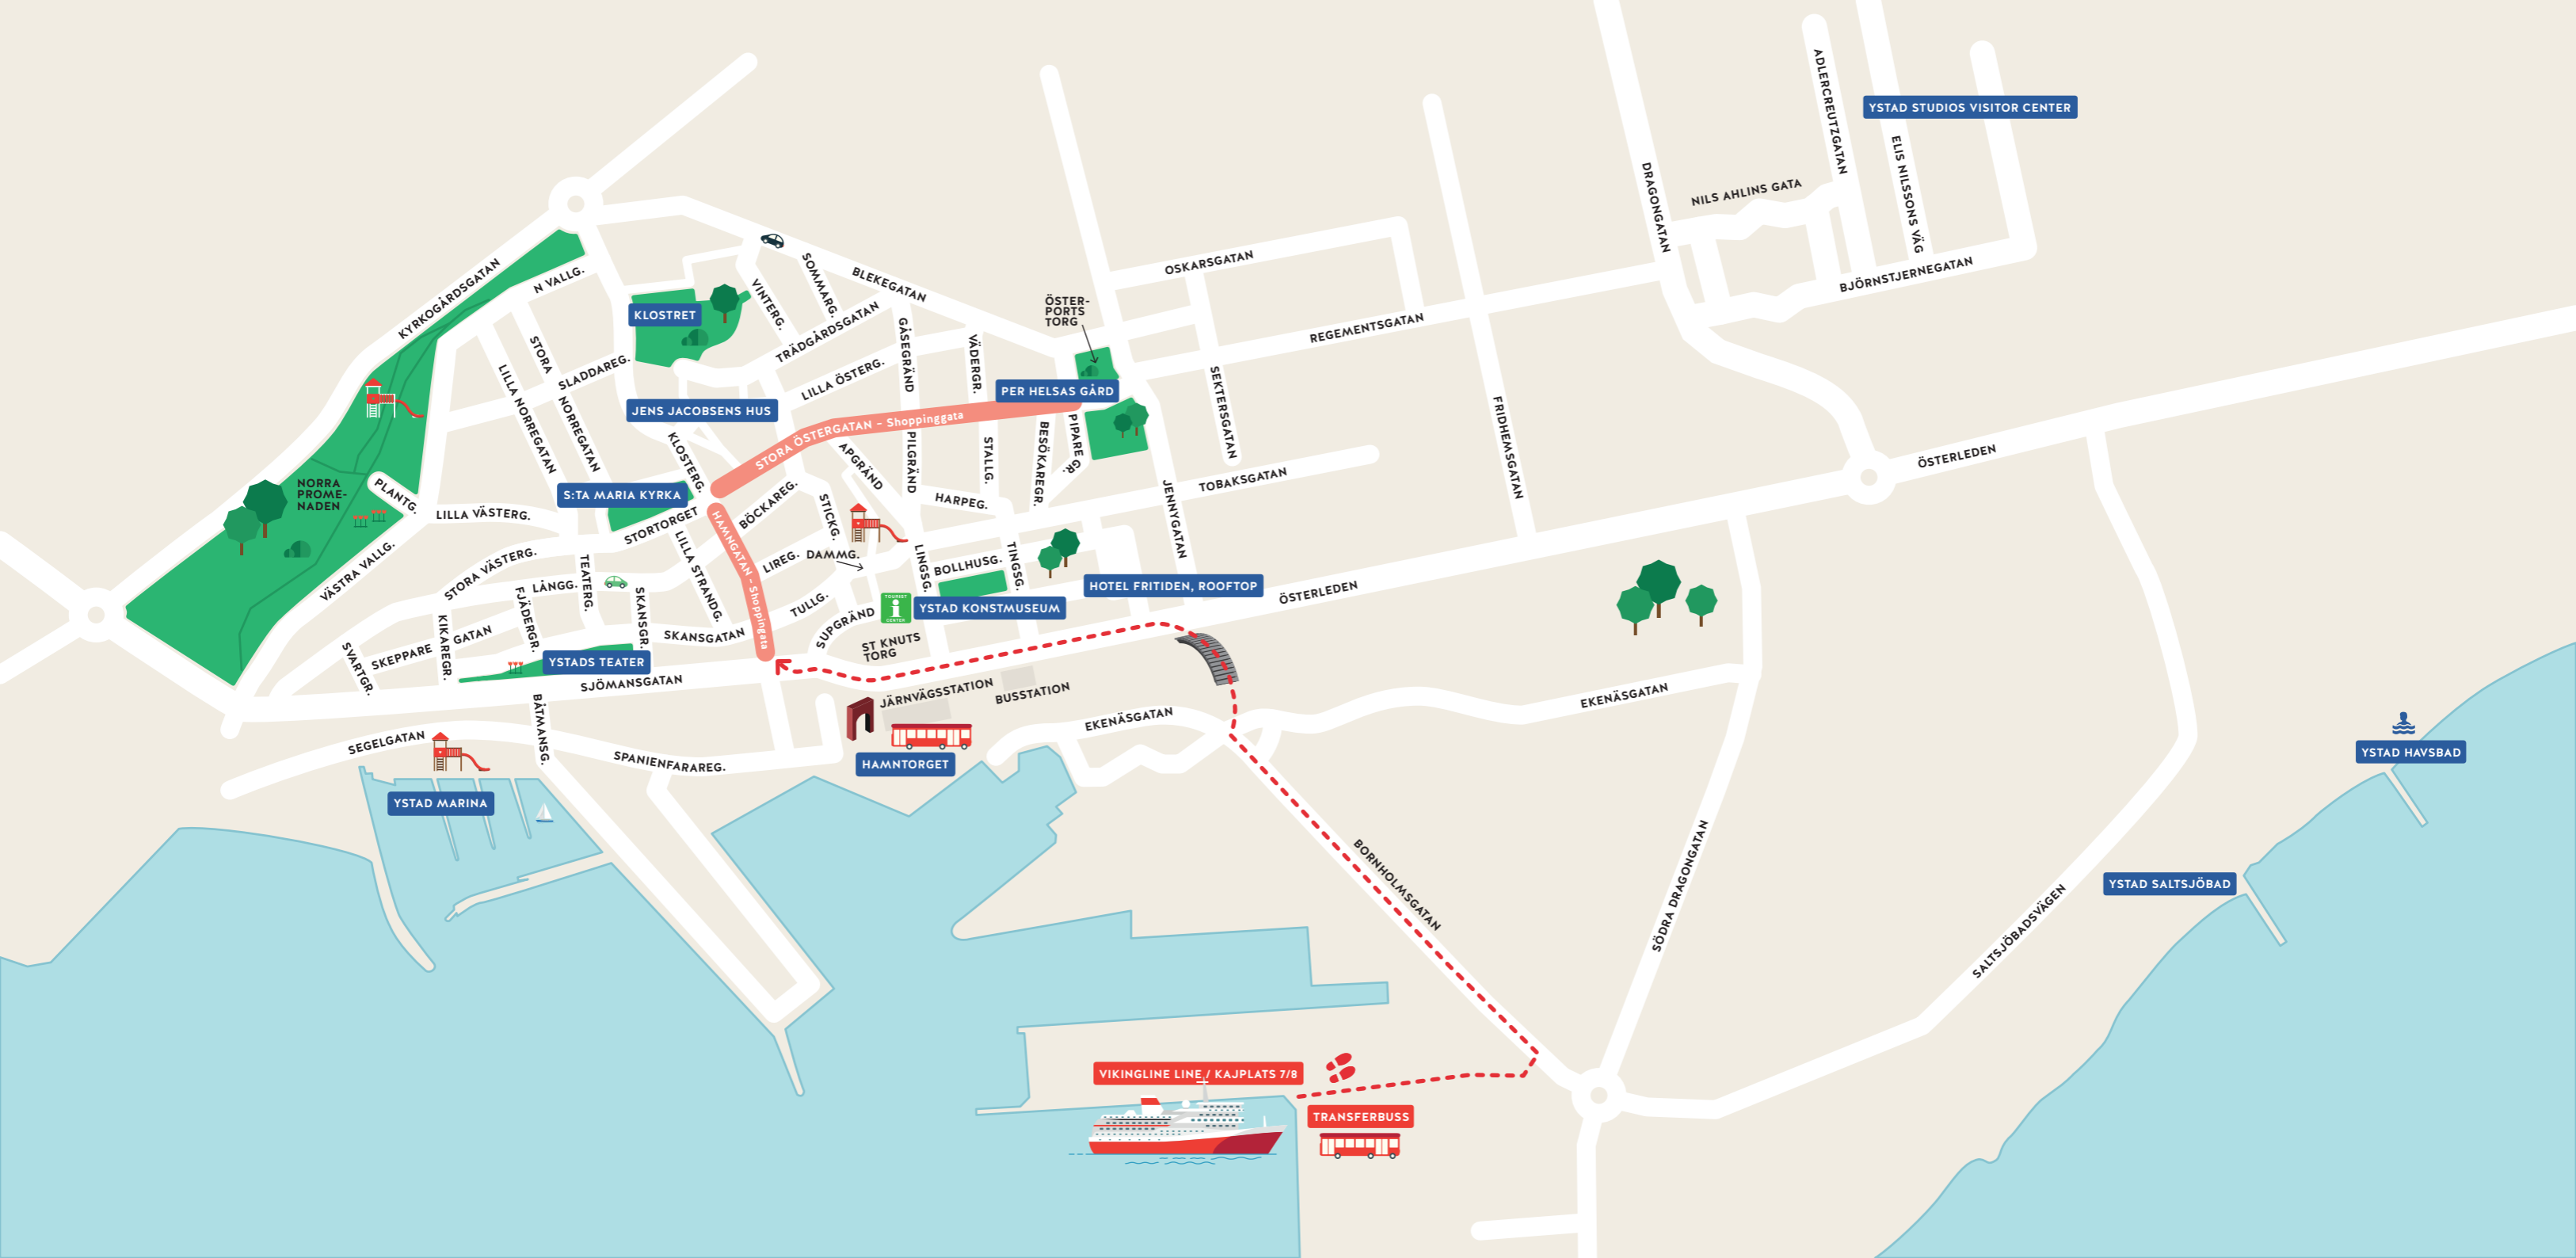 ADLERCREUTZGATAN
YSTAD STUDIOS VISITOR CENTER
ELIS NILSSONS VÄG
DRAGONGATAN
NILS AHLINS GATA
BJÖRNSTJERNEGATAN
OSKARSGATAN
REGEMENTSGATAN
KYRKOGÅRDSGATAN
N VALLG.
KLOSTRET
VINTERG.
SOMMARG.
BLEKEGATAN
TRÄDGÅRDSGATAN
ÖSTER-
PORTS
TORG
GÅSEGRÄND
VÄDERGR.
STORA
NORREGATAN
SLADDAREG.
LILLA NORREGATAN
LILLA ÖSTERG.
PER HELSAS GÅRD
JENS JACOBSENS HUS
SEKTERSGATAN
FRIDHEMSGATAN
STORA ÖSTERGATAN – Shoppinggata
KLOSTERG.
APGRÄND
PILGRÄND
STALLG.
BESÖKAREGR.
PIPARE
GR.
ÖSTERLEDEN
TOBAKSGATAN
JENNYGATAN
NORRA
PROME-
NADEN
PLANTG.
LILLA VÄSTERG.
S:TA MARIA KYRKA
STORTORGET
BÖCKAREG.
STICKG.
HARPEG.
HAMNGATAN – Shoppingata
LILLA STRANDG.
LIREG.
DAMMG.
LINGSG.
BOLLHUSG.
TINGSG.
VÄSTRA VALLG.
STORA VÄSTERG.
LÅNGG.
TEATERG.
SKANSGR.
FJÄDERGR.
KIKAREGR.
SKEPPARE
GATAN
SVARTGR.
SKANSGATAN
TULLG.
SUPGRÄND
TOURIST
i
CENTER
YSTAD KONSTMUSEUM
HOTEL FRITIDEN, ROOFTOP
ÖSTERLEDEN
ST KNUTS
TORG
YSTADS TEATER
SJÖMANSGATAN
BÅTMANSG.
JÄRNVÄGSSTATION
BUSSTATION
EKENÄSGATAN
EKENÄSGATAN
SEGELGATAN
SPANIENFARAREG.
HAMNTORGET
YSTAD MARINA
YSTAD HAVSBAD
YSTAD SALTSJÖBAD
BORNHOLMSGATAN
SÖDRA DRAGONGATAN
SALTSJÖBADSVÄGEN
VIKINGLINE LINE / KAJPLATS 7/8
TRANSFERBUSS